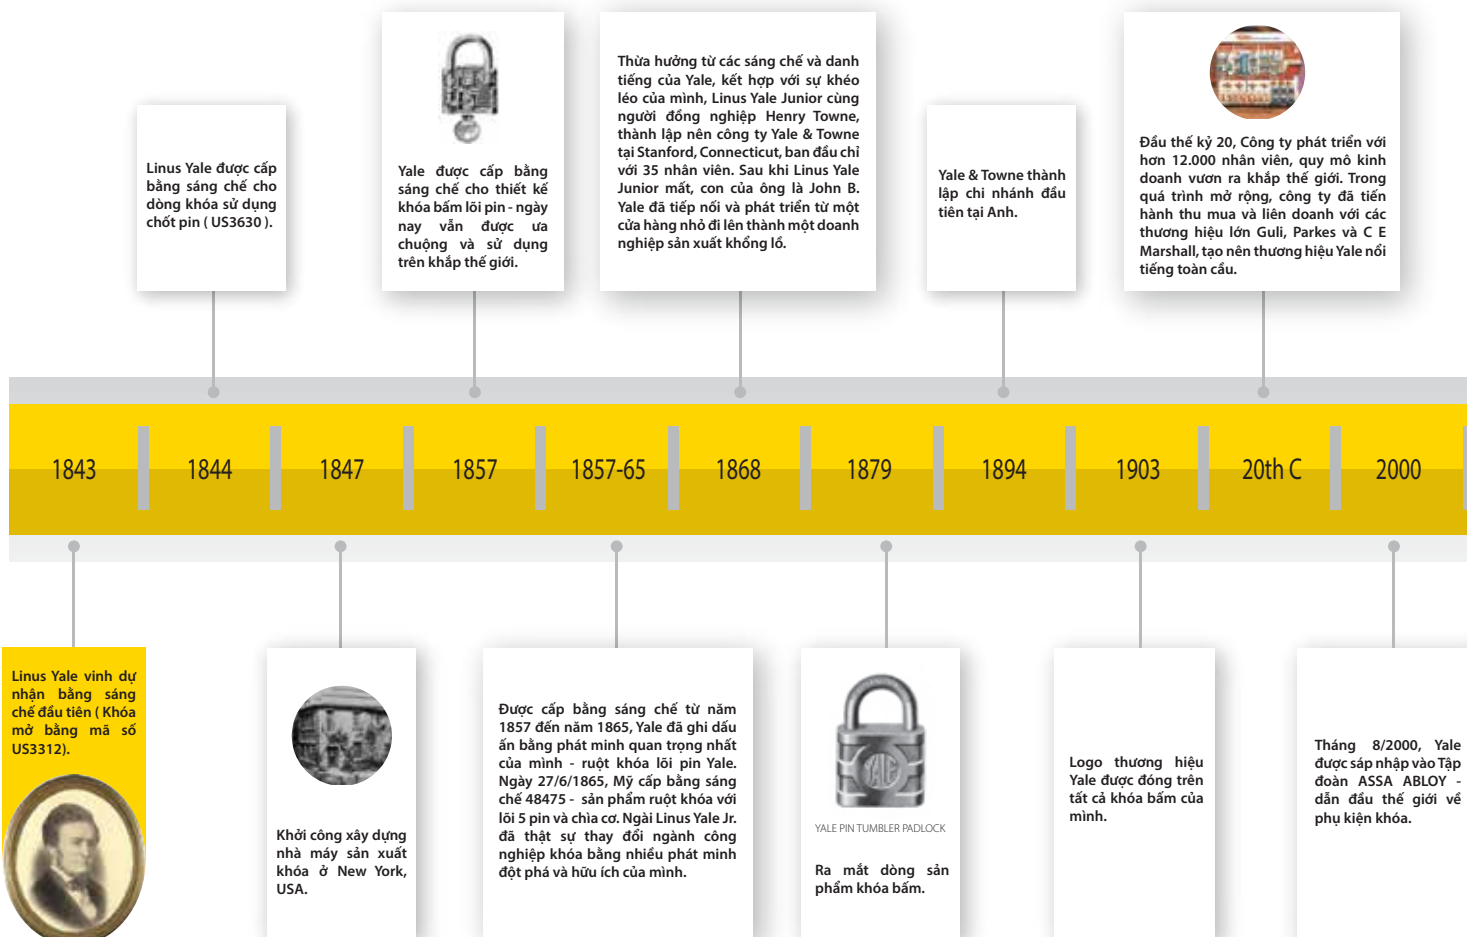 Linus Yale được cấp
bằng sáng chế cho
dòng khóa sử dụng
chốt pin ( US3630 ).
Yale được cấp bằng
sáng chế cho thiết kế
khóa bấm lõi pin - ngày
nay vẫn được ưa
chuộng và sử dụng
trên khắp thế giới.
Thừa hưởng từ các sáng chế và danh
tiếng của Yale, kết hợp với sự khéo
léo của mình, Linus Yale Junior cùng
người đồng nghiệp Henry Towne,
thành lập nên công ty Yale & Towne
tại Stanford, Connecticut, ban đầu chỉ
với 35 nhân viên. Sau khi Linus Yale
Junior mất, con của ông là John B.
Yale đã tiếp nối và phát triển từ một
cửa hàng nhỏ đi lên thành một doanh
nghiệp sản xuất khổng lồ.
Yale & Towne thành
lập chi nhánh đầu
tiên tại Anh.
Đầu thế kỷ 20, Công ty phát triển với
hơn 12.000 nhân viên, quy mô kinh
doanh vươn ra khắp thế giới. Trong
quá trình mở rộng, công ty đã tiến
hành thu mua và liên doanh với các
thương hiệu lớn Guli, Parkes và C E
Marshall, tạo nên thương hiệu Yale nổi
tiếng toàn cầu.
1843
1844
1847
1857
1857-65
1868
1879
1894
1903
20th C
2000
Linus Yale vinh dự
nhận bằng sáng
chế đầu tiên ( Khóa
mở bằng mã số
US3312).
Khởi công xây dựng
nhà máy sản xuất
khóa ở New York,
USA.
Được cấp bằng sáng chế từ năm
1857 đến năm 1865, Yale đã ghi dấu
ấn bằng phát minh quan trọng nhất
của mình - ruột khóa lõi pin Yale.
Ngày 27/6/1865, Mỹ cấp bằng sáng
chế 48475 - sản phẩm ruột khóa với
lõi 5 pin và chìa cơ. Ngài Linus Yale Jr.
đã thật sự thay đổi ngành công
nghiệp khóa bằng nhiều phát minh
đột phá và hữu ích của mình.
YALE
YALE PIN TUMBLER PADLOCK
Ra mắt dòng sản
phẩm khóa bấm.
Logo thương hiệu
Yale được đóng trên
tất cả khóa bấm của
mình.
Tháng 8/2000, Yale
được sáp nhập vào Tập
đoàn ASSA ABLOY -
dẫn đầu thế giới về
phụ kiện khóa.